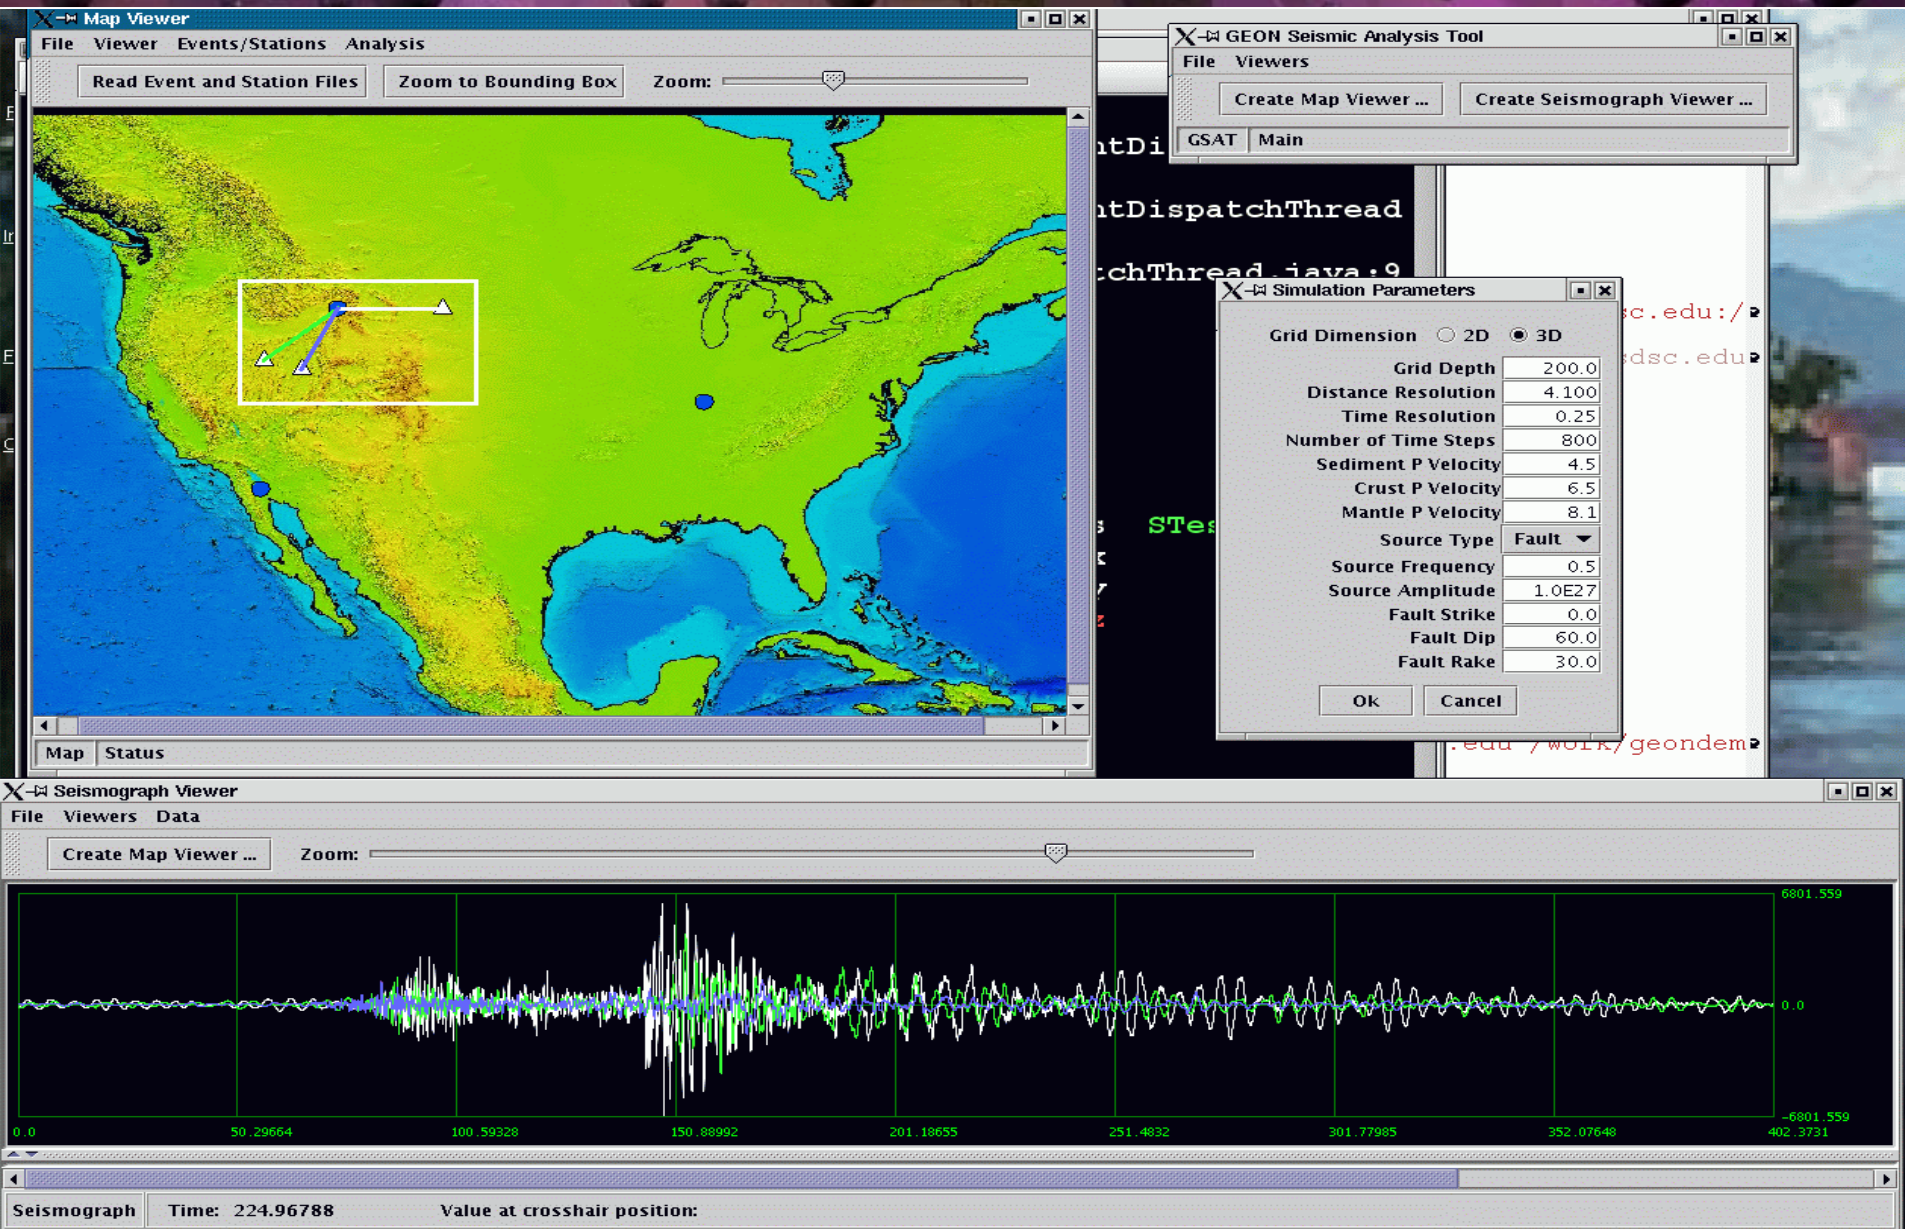 Map Viewer
File Viewer Events/Stations Analysis
Read Event and Station Files Zoom to Bounding Box Zoom:
Map Status
GEON Seismic Analysis Tool
File Viewers
Create Map Viewer ... Create Seismograph Viewer ...
GSAT Main
ntDi
ntDispatchThread
tchThread.java:9
STes
sc.edu:/
sdsc.edu
.edu /work/geondem
Simulation Parameters
Grid Dimension 2D 3D
Grid Depth 200.0
Distance Resolution 4.100
Time Resolution 0.25
Number of Time Steps 800
Sediment P Velocity 4.5
Crust P Velocity 6.5
Mantle P Velocity 8.1
Source Type Fault
Source Frequency 0.5
Source Amplitude 1.0E27
Fault Strike 0.0
Fault Dip 60.0
Fault Rake 30.0
Ok Cancel
Seismograph Viewer
File Viewers Data
Create Map Viewer ... Zoom:
6801.559
0.0
-6801.559
0.0 50.29664 100.59328 150.88992 201.18655 251.4832 301.77985 352.07648 402.3731
Seismograph Time: 224.96788 Value at crosshair position: